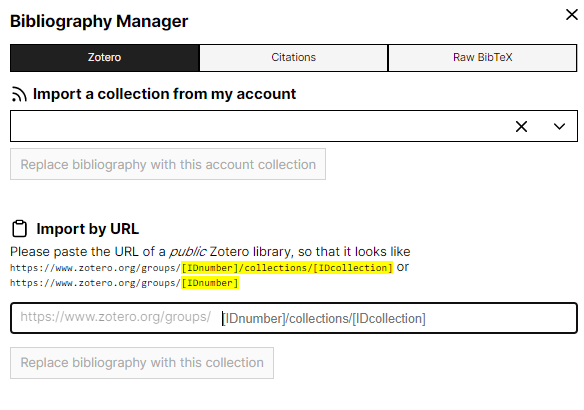 Bibliography Manager
Zotero
Citations
Raw BibTeX
Import a collection from my account
Replace bibliography with this account collection
Import by URL
Please paste the URL of a public Zotero library, so that it looks like
https://www.zotero.org/groups/[IDnumber]/collections/[IDcollection] or
https://www.zotero.org/groups/[IDnumber]
https://www.zotero.org/groups/ [IDnumber]/collections/[IDcollection]
Replace bibliography with this collection